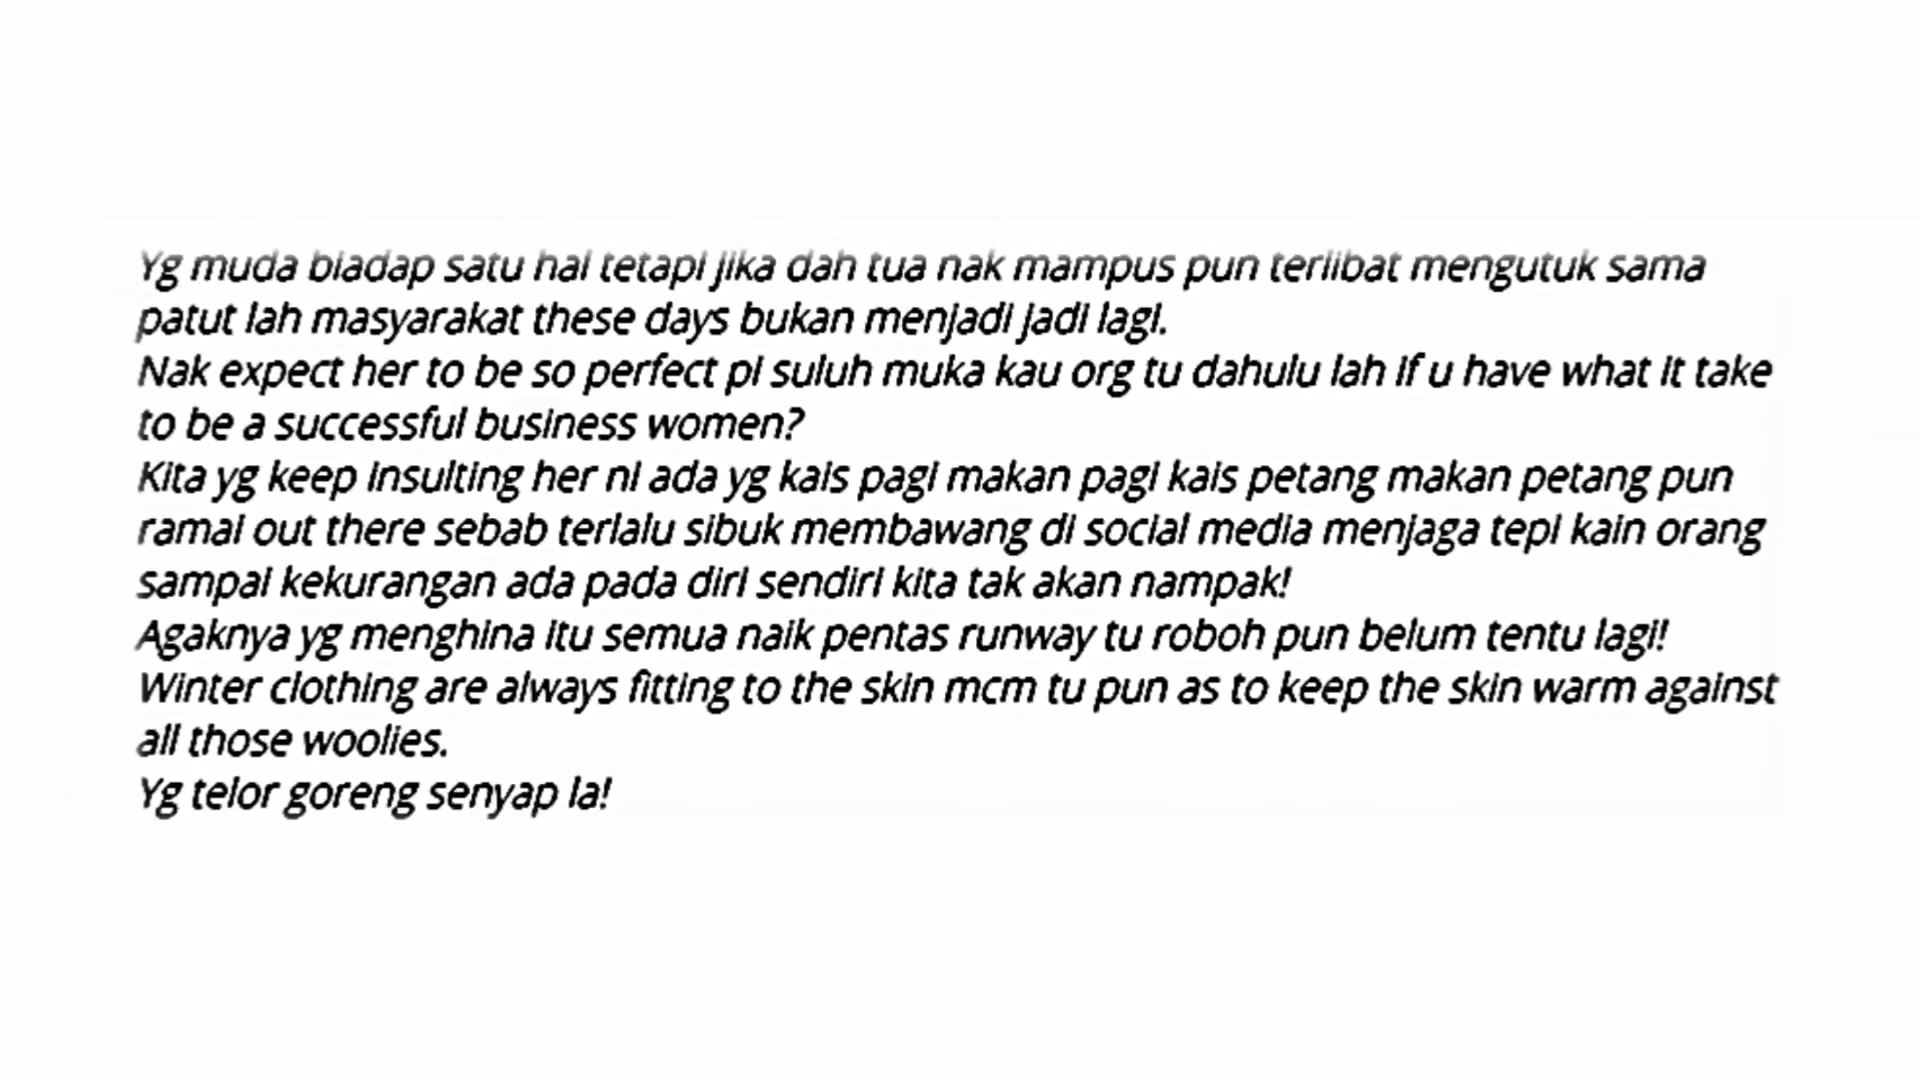 Yg muda biadap satu hal tetapi jika dah tua nak mampus pun terlibat mengutuk sama
patut lah masyarakat these days bukan menjadi jadi lagi.
Nak expect her to be so perfect pi suluh muka kau org tu dahulu lah if u have what it take
to be a successful business women?
Kita yg keep insulting her ni ada yg kais pagi makan pagi kais petang makan petang pun
ramai out there sebab terlalu sibuk membawang di social media menjaga tepi kain orang
sampai kekurangan ada pada diri sendiri kita tak akan nampak!
Agaknya yg menghina itu semua naik pentas runway tu roboh pun belum tentu lagi!
Winter clothing are always fitting to the skin mcm tu pun as to keep the skin warm against
all those woolies.
Yg telor goreng senyap la!